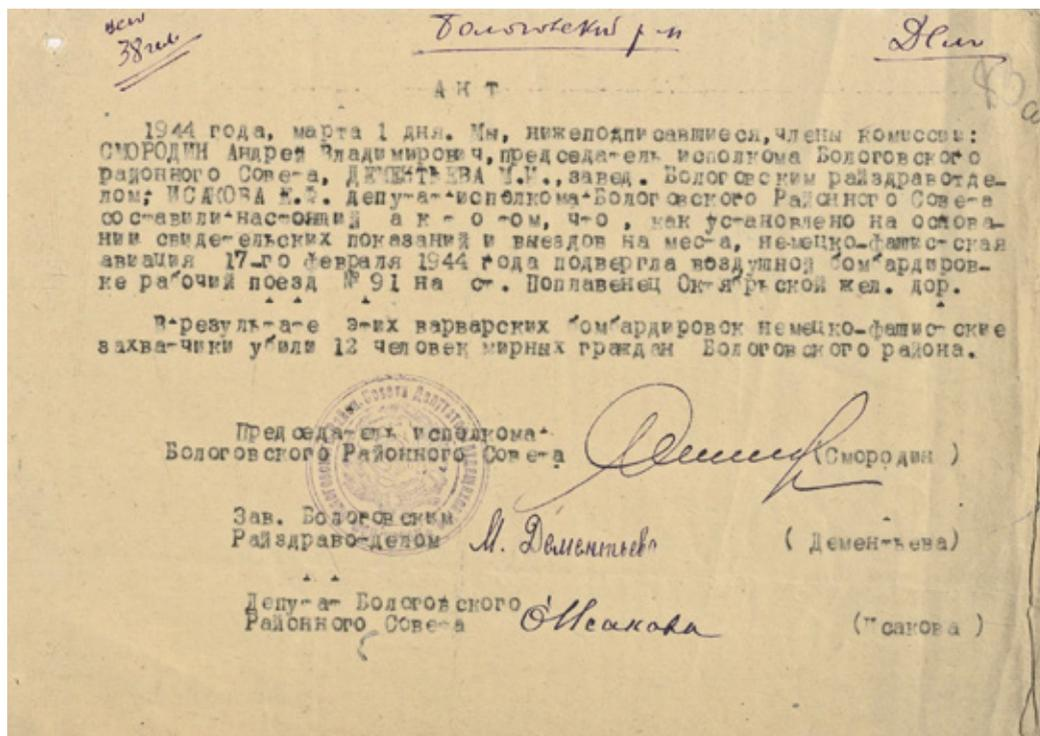 38 чел.
Бологовский р-н
Дело
АКТ
1944 года, марта 1 дня. Мы, нижеподписавшиеся, члены комиссии:
СМОРОДИН Андрей Владимирович, председатель исполкома Бологовского
районного Совета, ДЕМЕНТЬЕВА М.И., завед. Бологовским райздравотде-
лом; ИСАКОВА Е.Ф. депутат исполкома Бологовского Районного Совета
составили настоящий акт о том, что, как установлено на основа-
нии свидетельских показаний и выездов на места, немецко-фашистская
авиация 17-го февраля 1944 года подвергла воздушной бомбардиров-
ке рабочий поезд № 91 на ст. Поплавенец Октябрьской жел. дор.
В результате этих варварских бомбардировок немецко-фашистские
захватчики убили 12 человек мирных граждан Бологовского района.
Председатель исполкома
Бологовского Районного Совета (Смородин)
Зав. Бологовским
Райздравотделом М. Дементьева (Дементьева)
Депутат Бологовского
Районного Совета Исакова (Исакова)